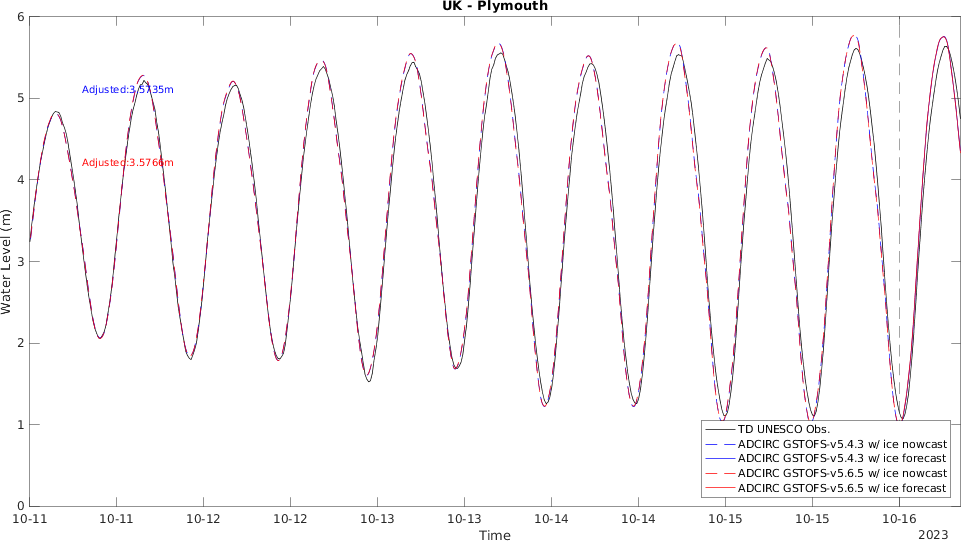 UK - Plymouth
6
5
4
3
2
1
0
Water Level (m)
Adjusted:3.5735m
Adjusted:3.5766m
TD UNESCO Obs.
ADCIRC GSTOFS-v5.4.3 w/ ice nowcast
ADCIRC GSTOFS-v5.4.3 w/ ice forecast
ADCIRC GSTOFS-v5.6.5 w/ ice nowcast
ADCIRC GSTOFS-v5.6.5 w/ ice forecast
10-11 10-11 10-12 10-12 10-13 10-13 10-14 10-14 10-15 10-15 10-16
Time
2023